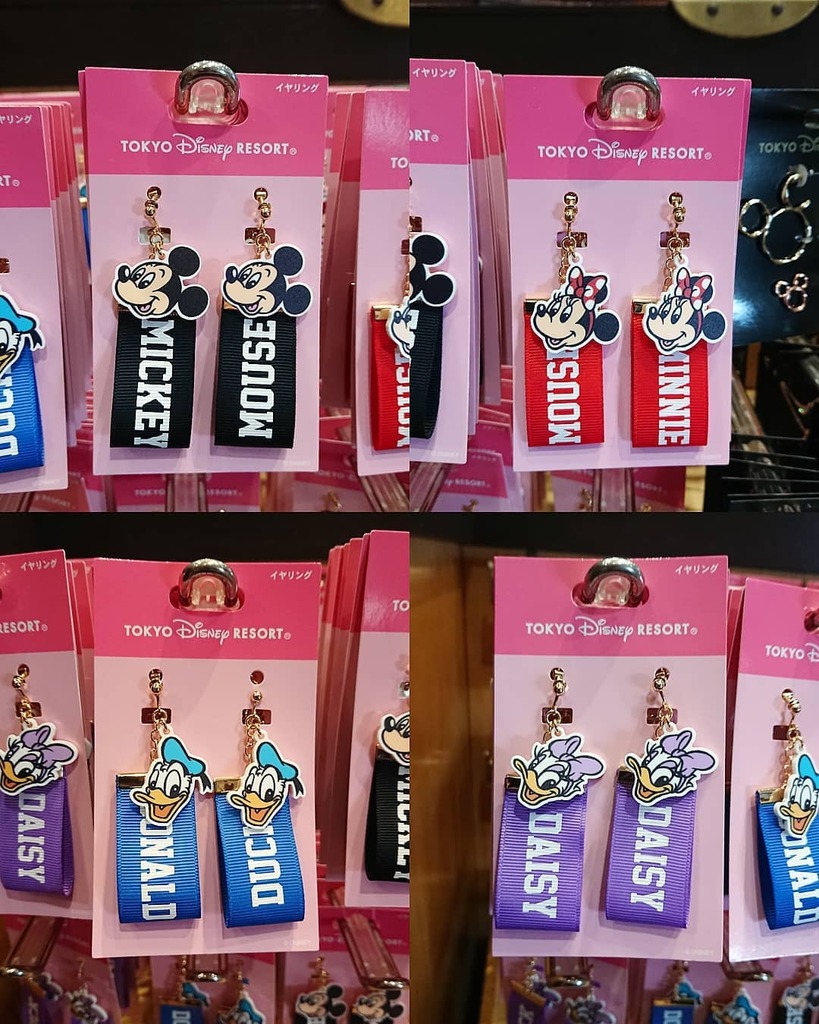 イヤリング
TOKYO Disney RESORT®
MICKEY
MOUSE
イヤリング
TOKYO Disney RESORT®
MOUSE
MINNIE
TOKYO
イヤリング
TOKYO Disney RESORT®
DONALD
DUCK
DAISY
イヤリング
TOKYO Disney RESORT®
DAISY
DAISY
TOKYO